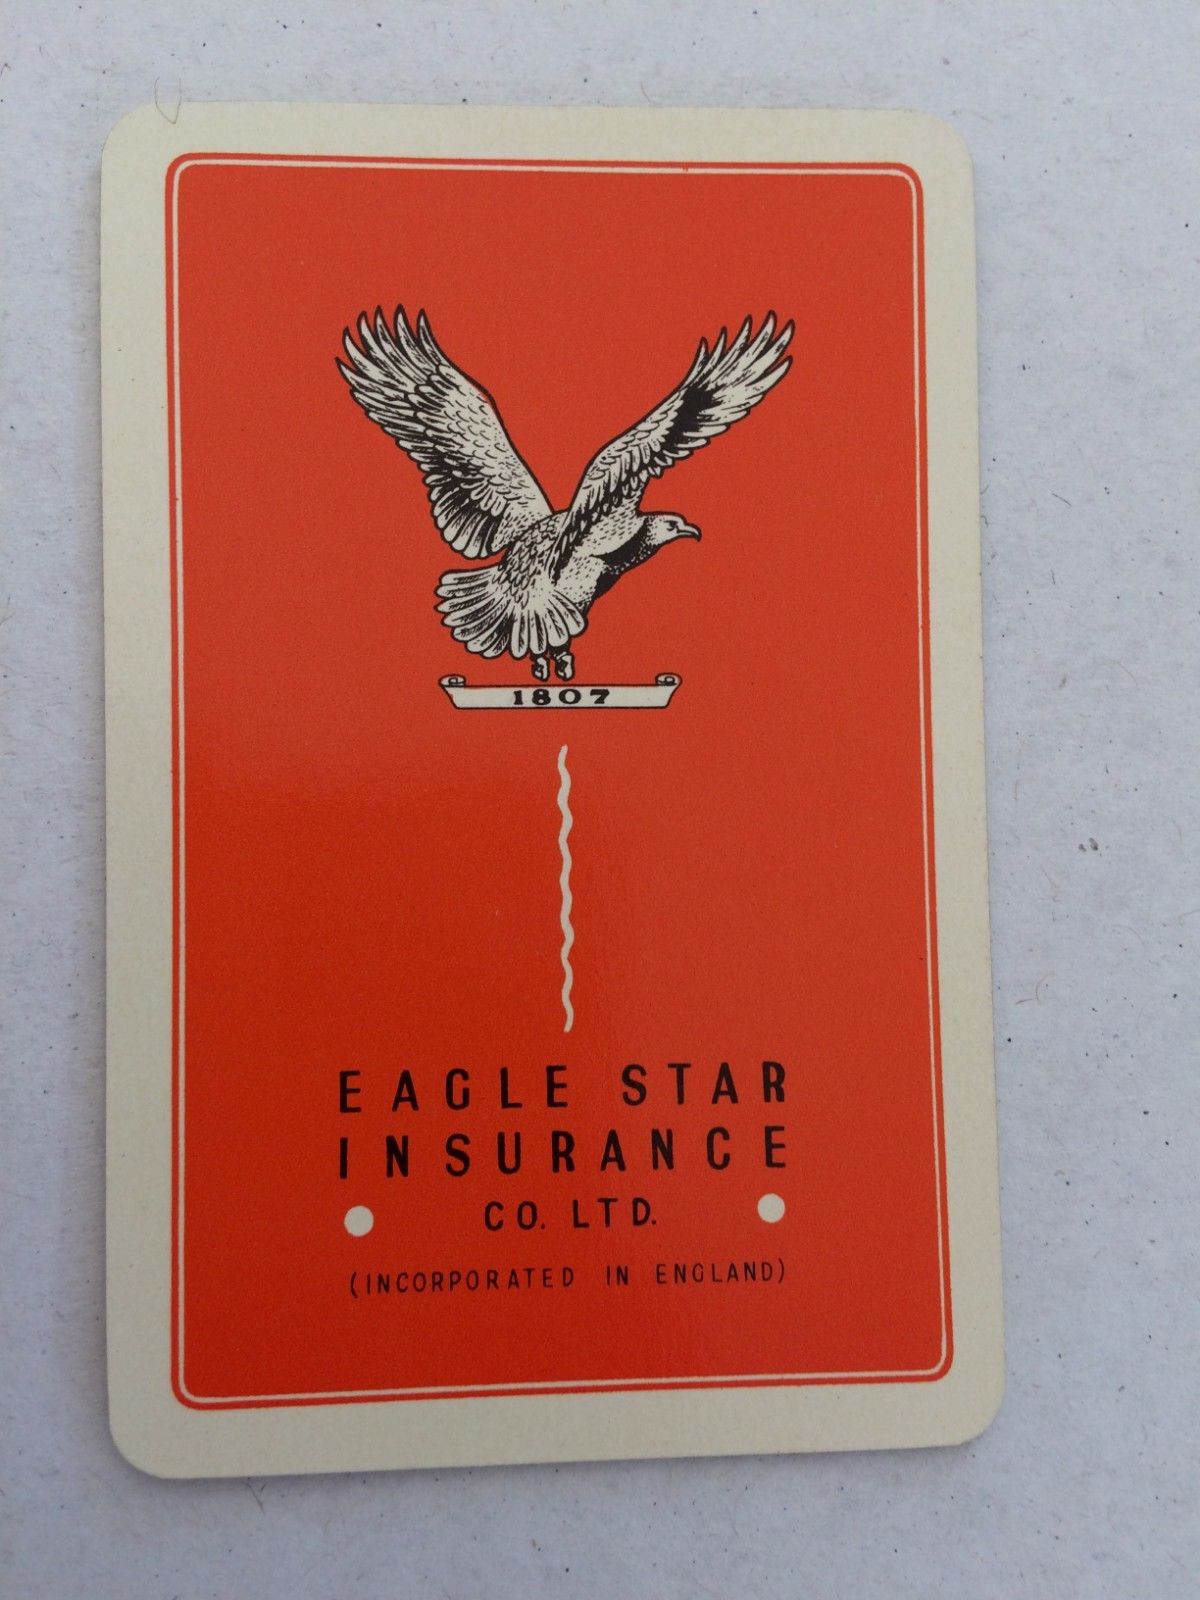 1807
EAGLE STAR
INSURANCE
CO. LTD.
(INCORPORATED IN ENGLAND)